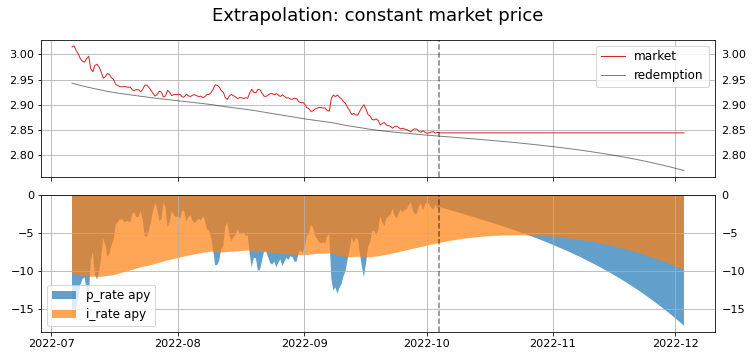 Extrapolation: constant market price
3.00 3.00
2.95 2.95
2.90 2.90
2.85 2.85
2.80 2.80
market
redemption
0 0
−5 −5
−10 −10
−15 −15
p_rate apy
i_rate apy
2022-07 2022-08 2022-09 2022-10 2022-11 2022-12